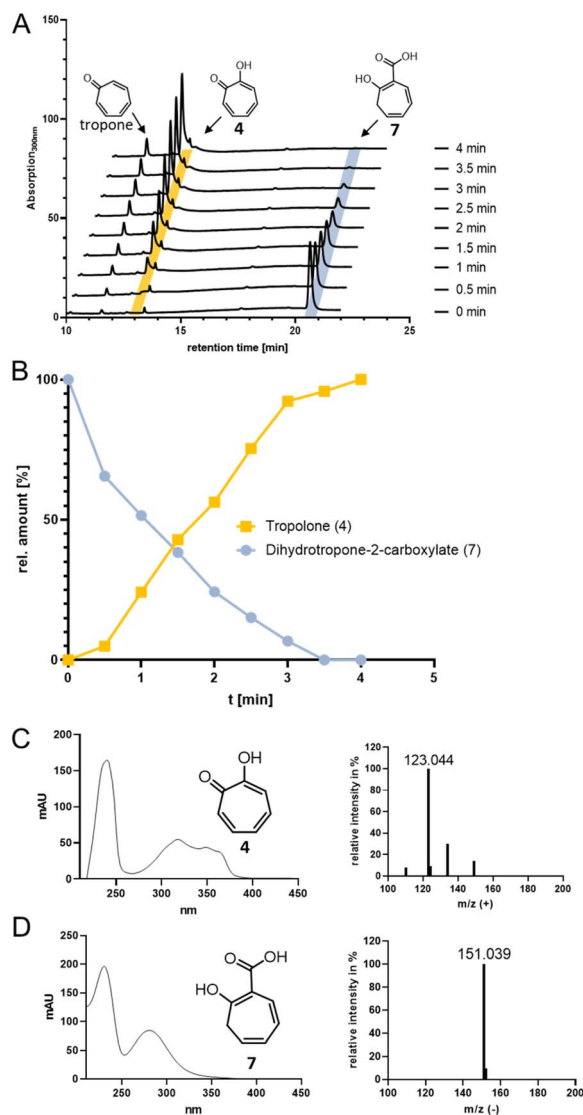 A
150
100
50
0
Absorption300nm
O
tropone
O
OH
4
O
OH
HO
7
4 min
3.5 min
3 min
2.5 min
2 min
1.5 min
1 min
0.5 min
0 min
10 15 20 25
retention time [min]
B
100
50
0
rel. amount [%]
Tropolone (4)
Dihydrotropone-2-carboxylate (7)
0 1 2 3 4 5
t [min]
C
200
150
100
50
0
mAU
OH
O
4
250 300 350 400 450
nm
120
100
80
60
40
20
0
relative intensity in %
123.044
100 120 140 160 180 200
m/z (+)
D
250
200
150
100
50
0
mAU
O
OH
HO
7
250 300 350 400 450
nm
120
100
80
60
40
20
0
relative intensity in %
151.039
100 120 140 160 180 200
m/z (-)